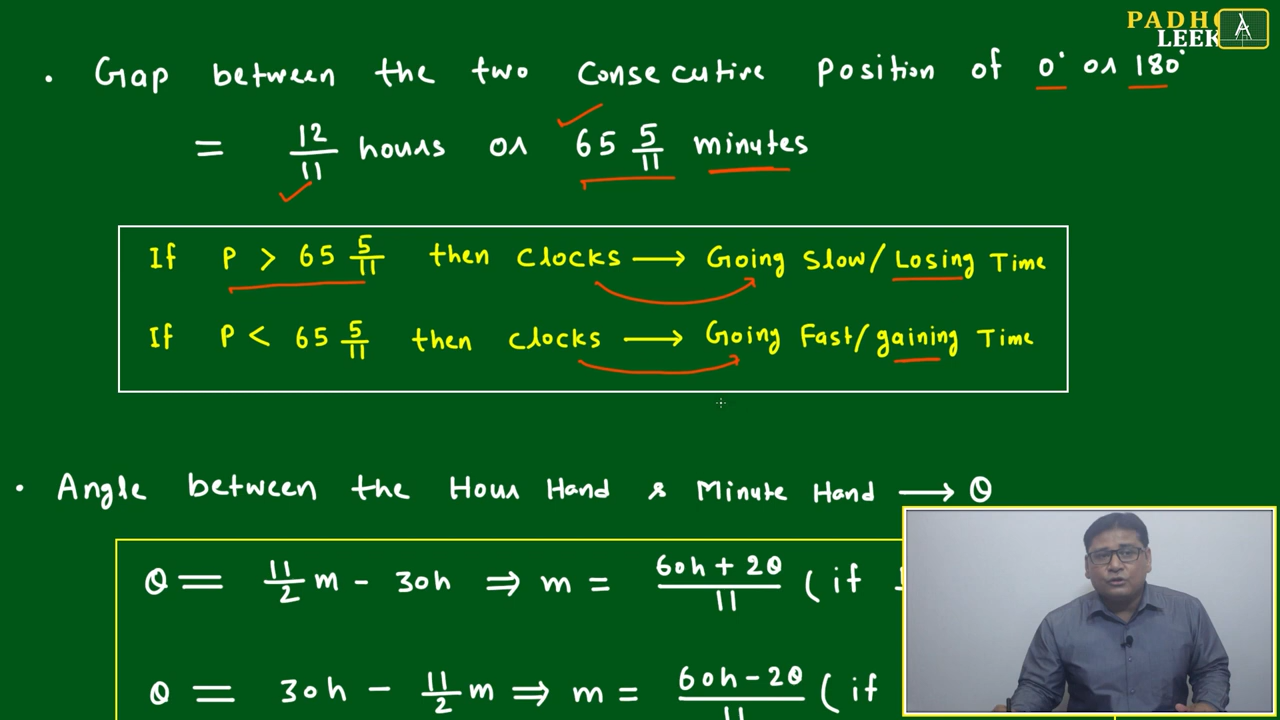 PADHO
LEEK
. Gap between the two Consecutive Position of 0° or 180°
= 12/11 hours or 65 5/11 minutes
If P > 65 5/11 then Clocks ⟶ Going Slow/Losing Time
If P < 65 5/11 then Clocks ⟶ Going Fast/gaining Time
. Angle between the Hour Hand & Minute Hand ⟶ θ
θ = 11/2 m - 30h ⇒ m = 60h + 2θ/11 (if
θ = 30h - 11/2 m ⇒ m = 60h - 2θ/11 (if